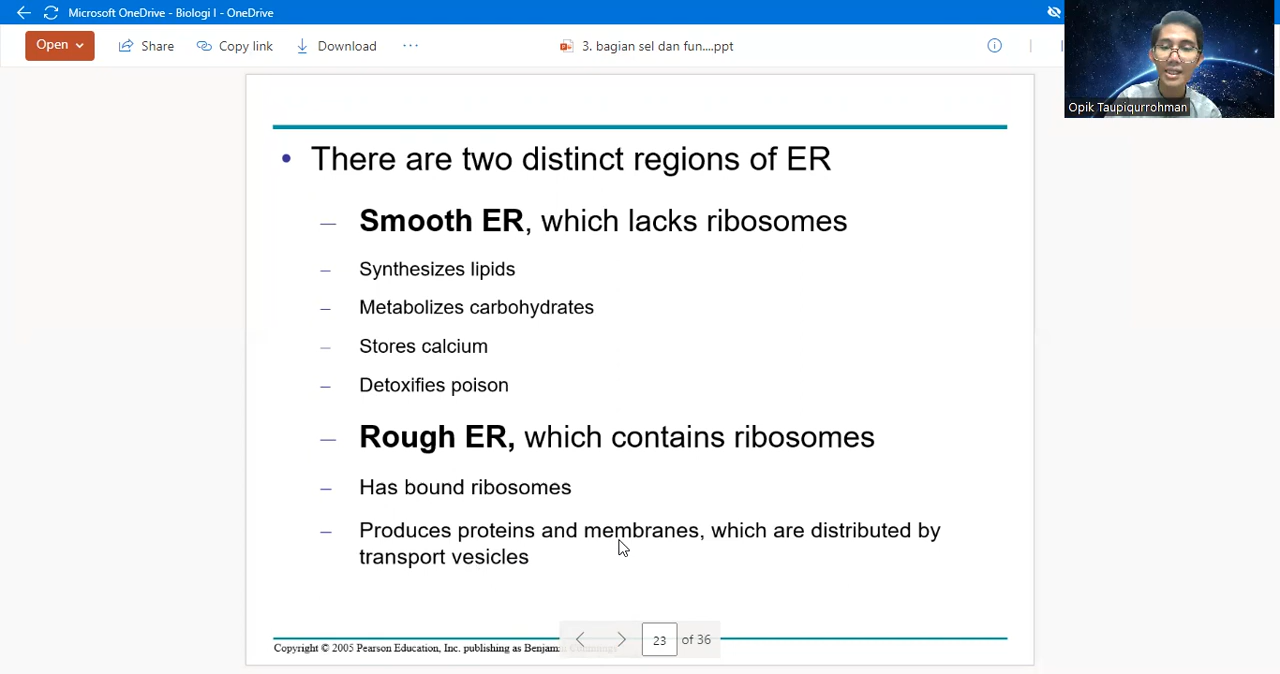 Microsoft OneDrive - Biologi I - OneDrive
Open Share Copy link Download ... 3. bagian sel dan fun....ppt
Opik Taupiqurrohman
• There are two distinct regions of ER
– Smooth ER, which lacks ribosomes
– Synthesizes lipids
– Metabolizes carbohydrates
– Stores calcium
– Detoxifies poison
– Rough ER, which contains ribosomes
– Has bound ribosomes
– Produces proteins and membranes, which are distributed by
transport vesicles
23 of 36
Copyright © 2005 Pearson Education, Inc. publishing as